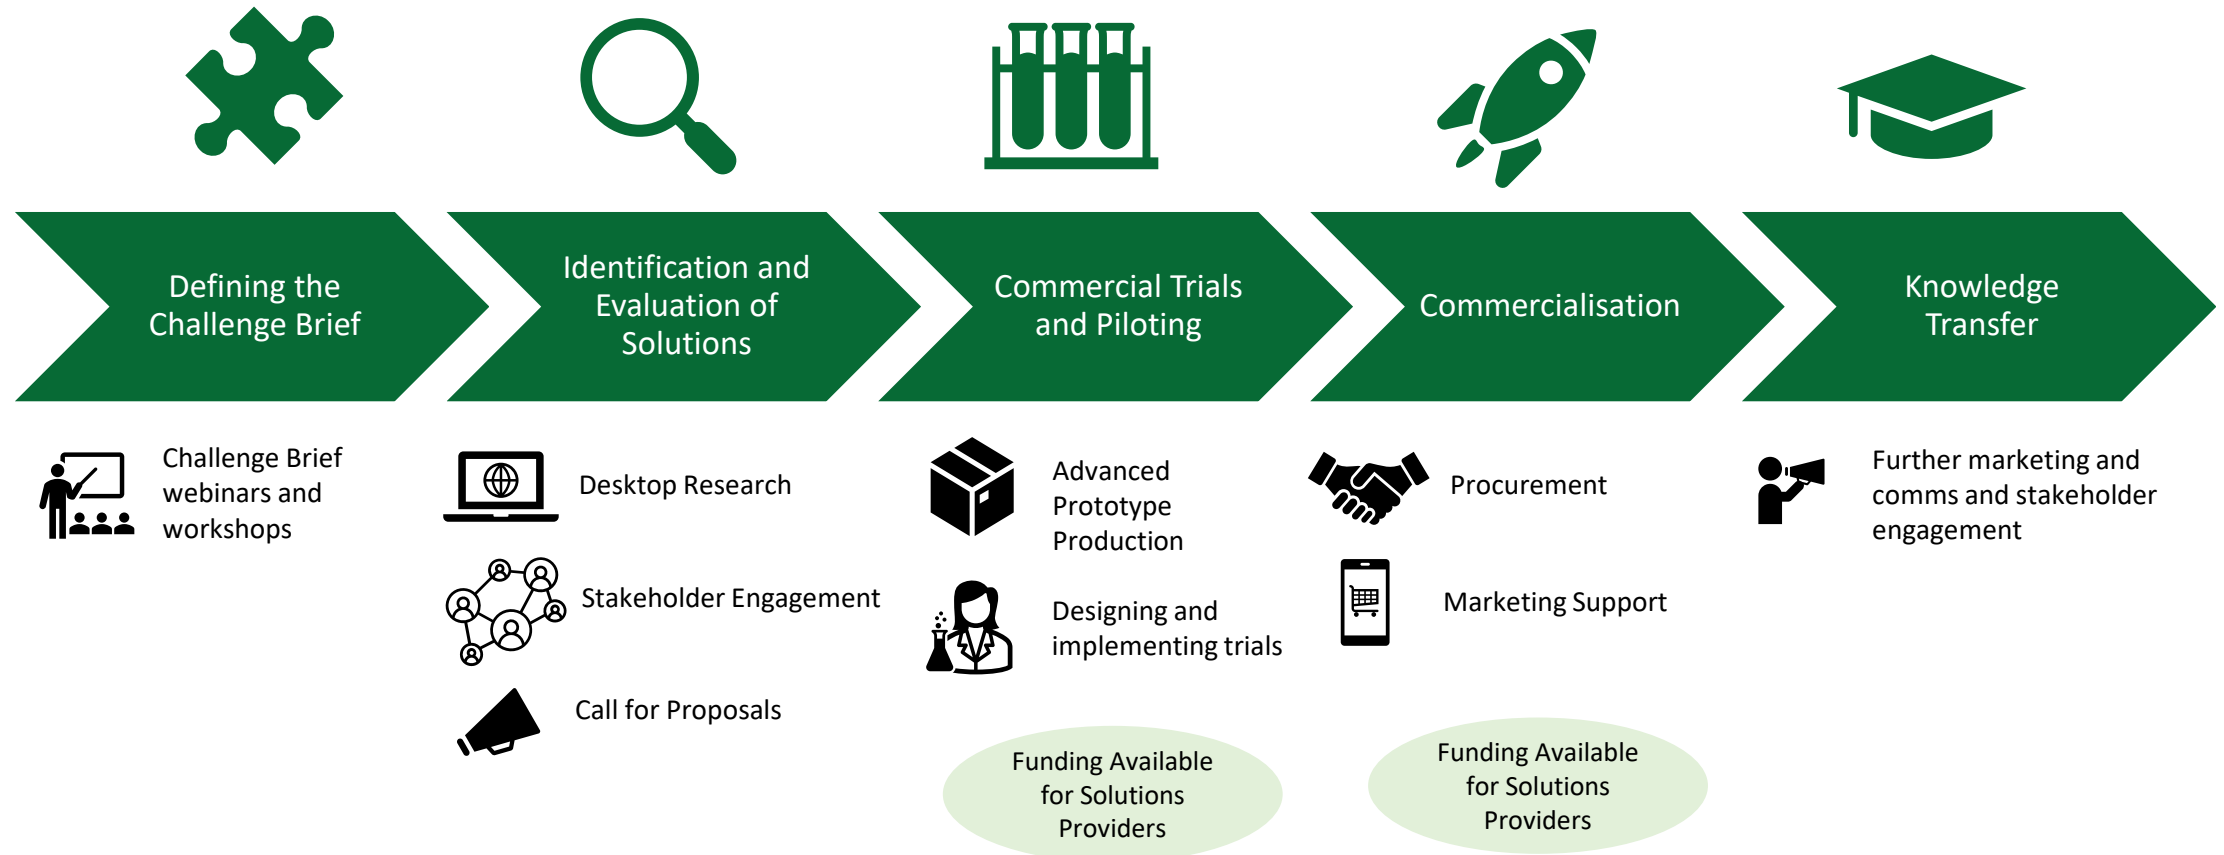 Defining the
Challenge Brief
Identification and
Evaluation of
Solutions
Commercial Trials
and Piloting
Commercialisation
Knowledge
Transfer
Challenge Brief
webinars and
workshops
Desktop Research
Stakeholder Engagement
Call for Proposals
Advanced
Prototype
Production
Designing and
implementing trials
Funding Available
for Solutions
Providers
Procurement
Marketing Support
Funding Available
for Solutions
Providers
Further marketing and
comms and stakeholder
engagement